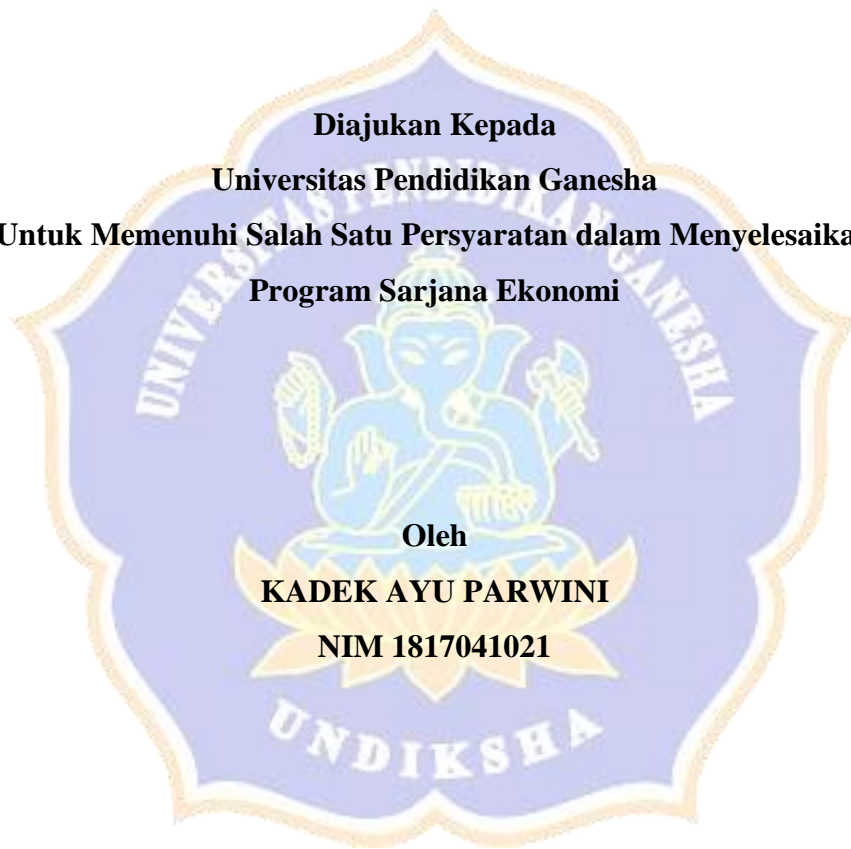 Diajukan Kepada
Universitas Pendidikan Ganesha
Untuk Memenuhi Salah Satu Persyaratan dalam Menyelesaika
Program Sarjana Ekonomi
UNIVERSITAS PENDIDIKAN GANESHA
Oleh
KADEK AYU PARWINI
NIM 1817041021
UNDIKSHA